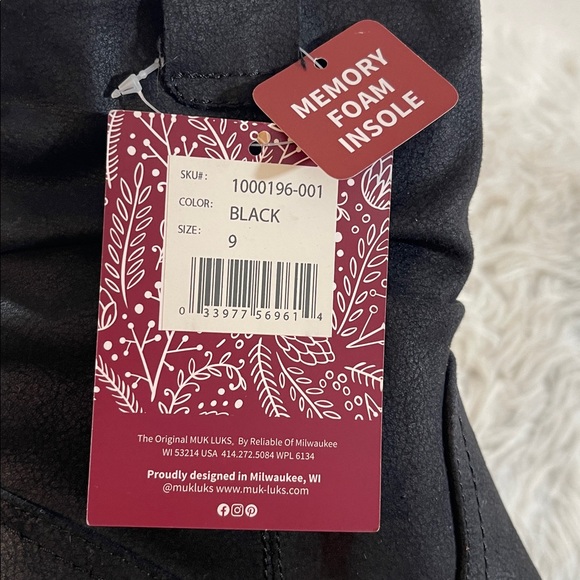 MEMORY
FOAM
INSOLE
SKU#: 1000196-001
COLOR: BLACK
SIZE: 9
0 33977 56961 4
The Original MUK LUKS, By Reliable Of Milwaukee
WI 53214 USA 414.272.5084 WPL 6134
Proudly designed in Milwaukee, WI
@mukluks www.muk-luks.com